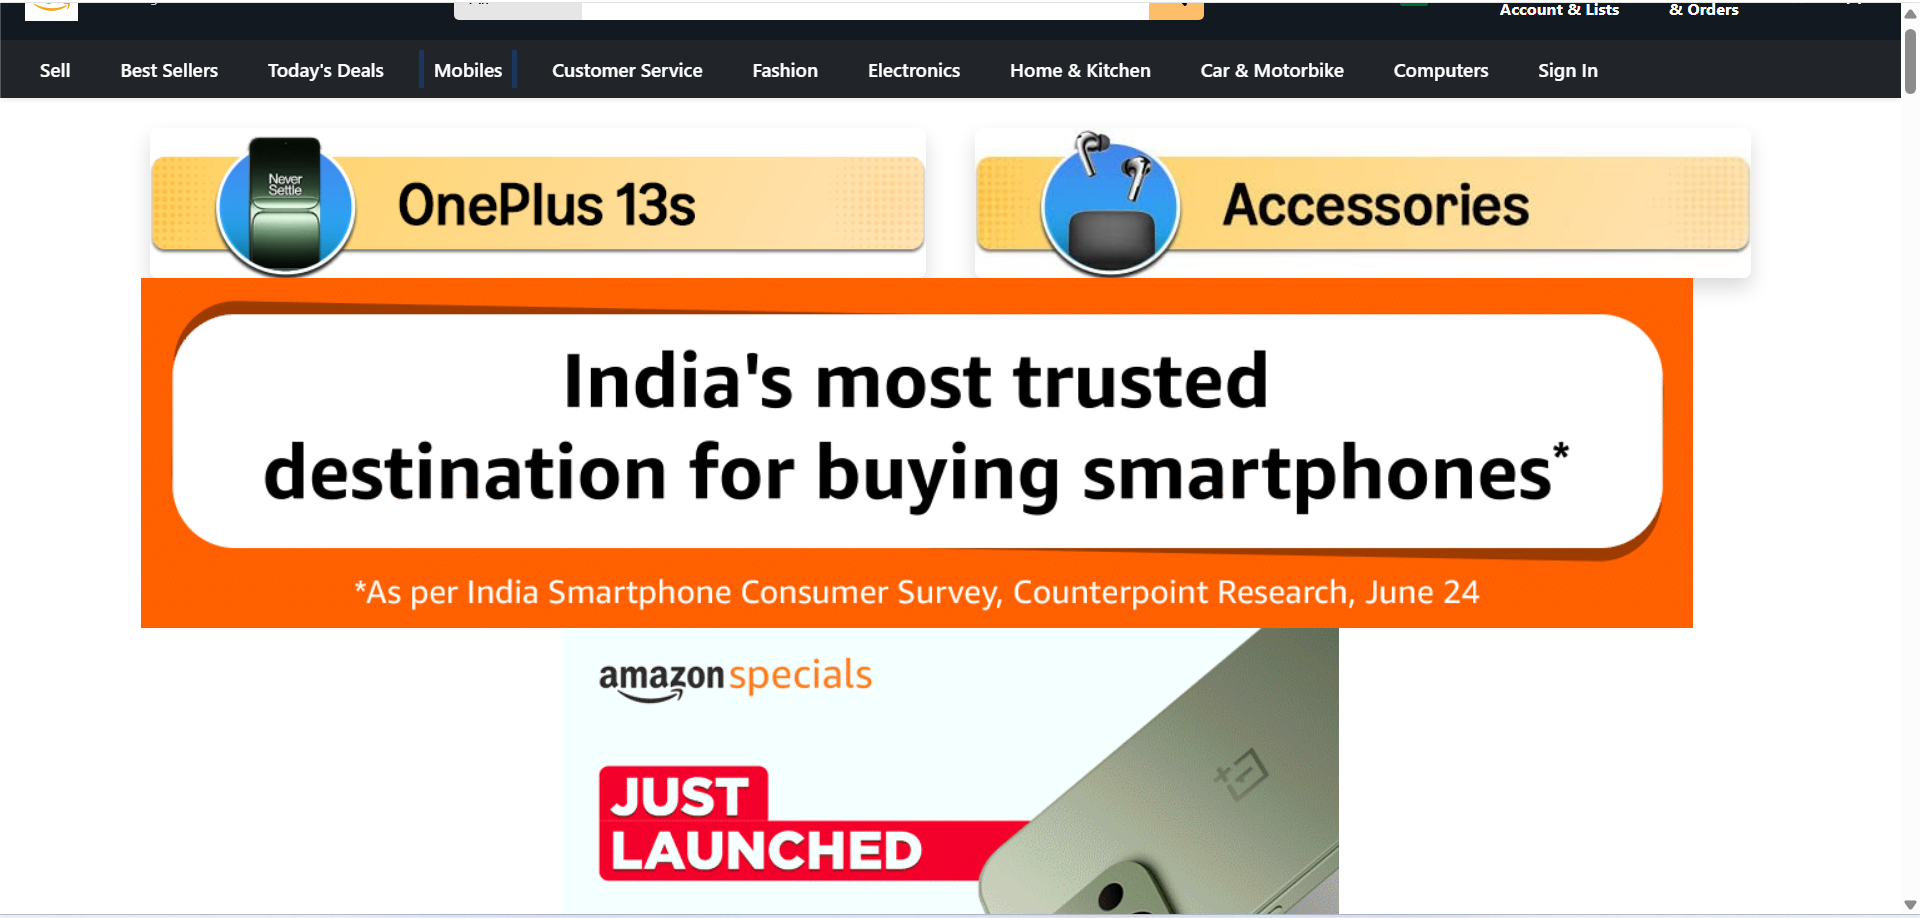 Account & Lists
& Orders
Sell Best Sellers Today's Deals Mobiles Customer Service Fashion Electronics Home & Kitchen Car & Motorbike Computers Sign In
Never
Settle
OnePlus 13s
Accessories
India's most trusted
destination for buying smartphones*
*As per India Smartphone Consumer Survey, Counterpoint Research, June 24
amazon specials
JUST
LAUNCHED